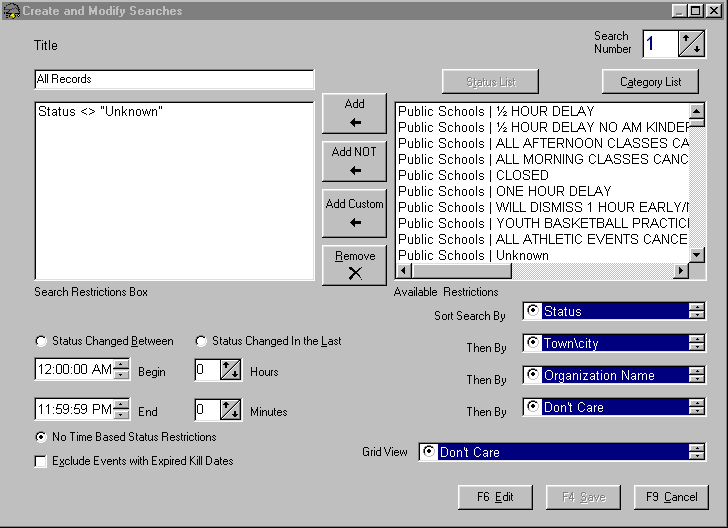 Create and Modify Searches
Title
Search
Number
1
All Records
Status List
Category List
Status <> "Unknown"
Add
Add NOT
Add Custom
Remove
Public Schools | ½ HOUR DELAY
Public Schools | ½ HOUR DELAY NO AM KINDER
Public Schools | ALL AFTERNOON CLASSES CA
Public Schools | ALL MORNING CLASSES CANC
Public Schools | CLOSED
Public Schools | ONE HOUR DELAY
Public Schools | WILL DISMISS 1 HOUR EARLY/
Public Schools | YOUTH BASKETBALL PRACTIC
Public Schools | ALL ATHLETIC EVENTS CANCE
Public Schools | Unknown
Search Restrictions Box
Available Restrictions
Sort Search By
Status
Status Changed Between
Status Changed In the Last
Then By
Town\city
12:00:00 AM
Begin
0
Hours
Then By
Organization Name
11:59:59 PM
End
0
Minutes
Then By
Don't Care
No Time Based Status Restrictions
Exclude Events with Expired Kill Dates
Grid View
Don't Care
F6 Edit
F4 Save
F9 Cancel